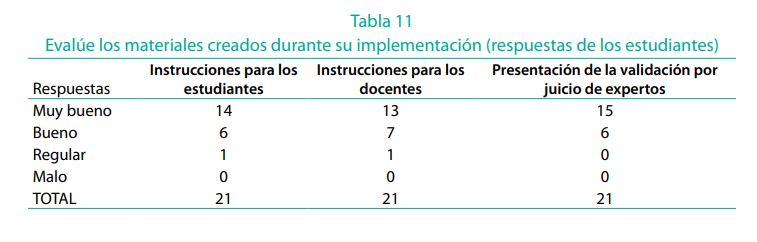 Tabla 11
Evalúe los materiales creados durante su implementación (respuestas de los estudiantes)
Respuestas Instrucciones para los estudiantes Instrucciones para los docentes Presentación de la validación por juicio de expertos
Muy bueno 14 13 15
Bueno 6 7 6
Regular 1 1 0
Malo 0 0 0
TOTAL 21 21 21